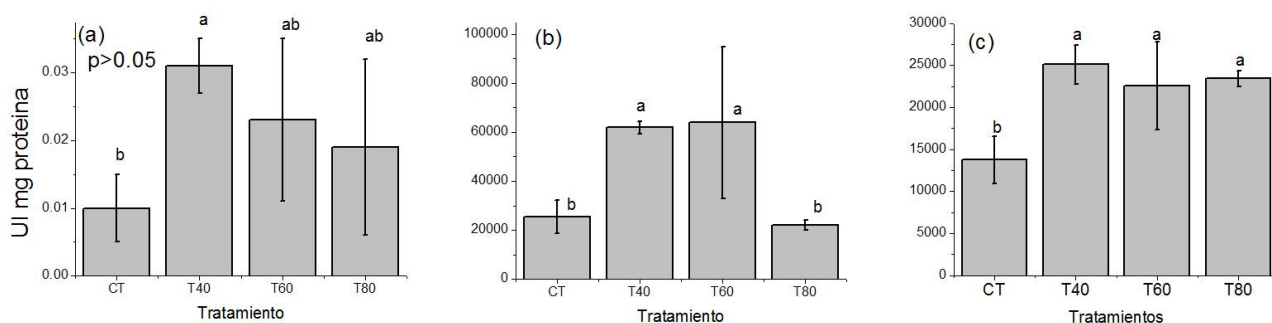 (a)
p>0.05
UI mg proteina
0.03
0.02
0.01
0.00
b
a
ab
ab
CT T40 T60 T80
Tratamiento
(b)
100000
80000
60000
40000
20000
0
b
a
a
b
CT T40 T60 T80
Tratamiento
(c)
30000
25000
20000
15000
10000
5000
0
b
a
a
a
CT T40 T60 T80
Tratamientos